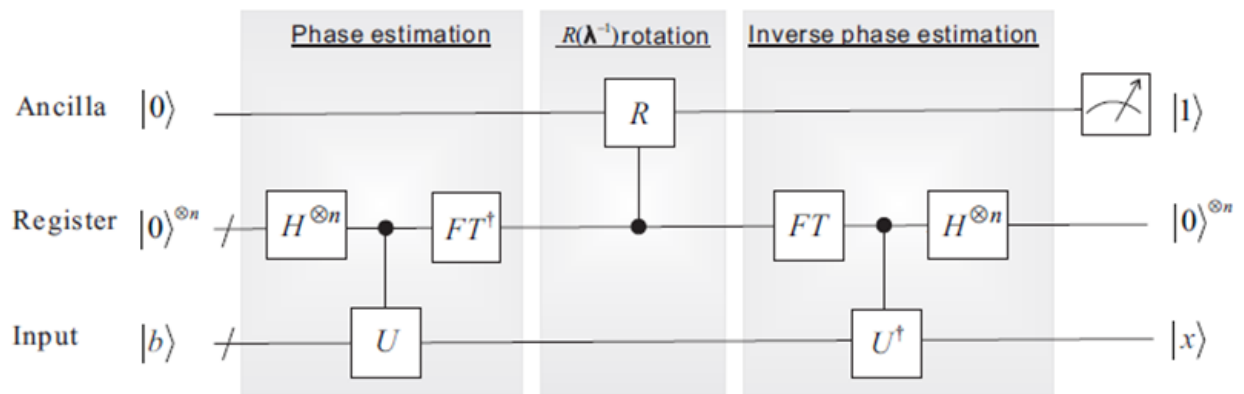 Phase estimation R(λ⁻¹)rotation Inverse phase estimation
Ancilla |0⟩ R |1⟩
Register |0⟩⊗n H⊗n FT† FT H⊗n |0⟩⊗n
Input |b⟩ U U† |x⟩